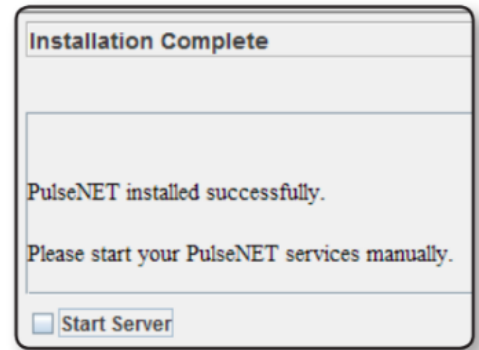 Installation Complete
PulseNET installed successfully.
Please start your PulseNET services manually.
Start Server